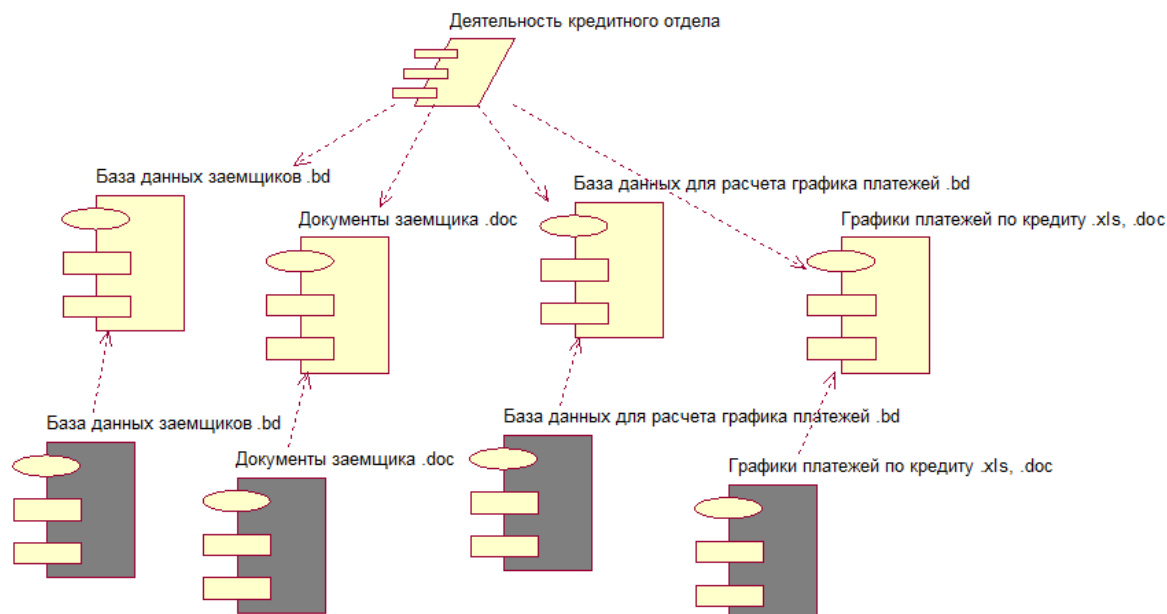 Деятельность кредитного отдела
База данных заемщиков .bd
База данных для расчета графика платежей .bd
Документы заемщика .doc
Графики платежей по кредиту .xls, .doc
База данных заемщиков .bd
База данных для расчета графика платежей .bd
Документы заемщика .doc
Графики платежей по кредиту .xls, .doc